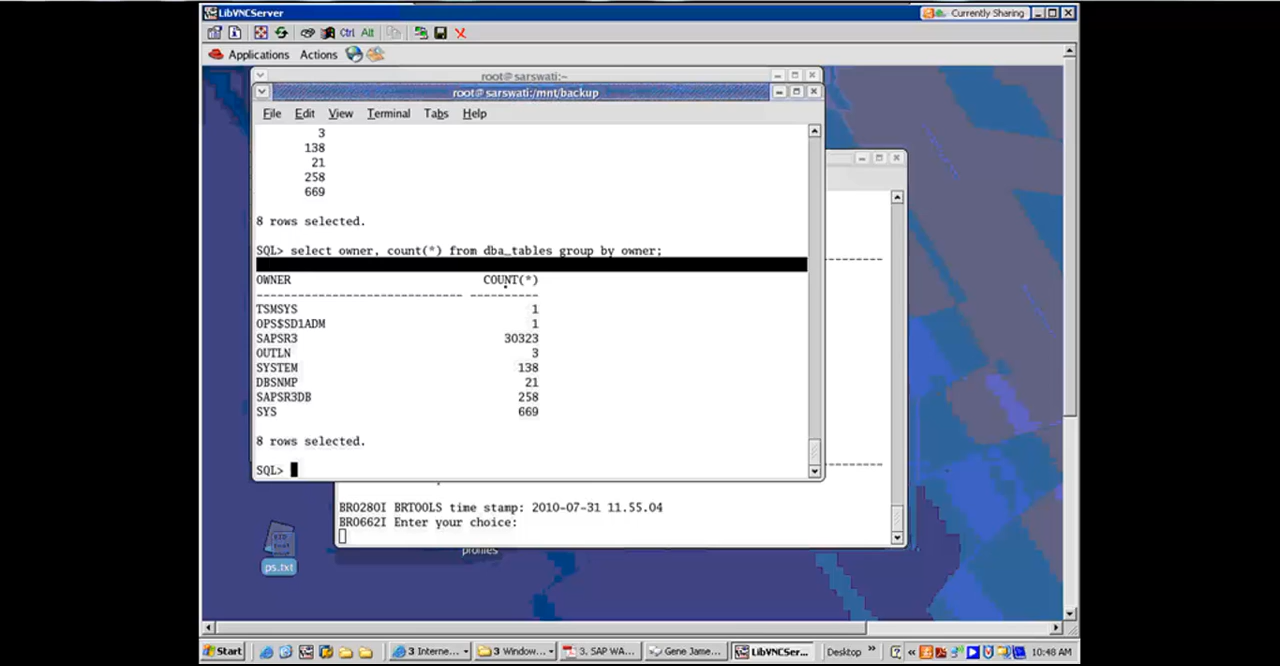 LibVNCServer
Currently Sharing
Ctrl Alt
Applications Actions
root@sarswati:~
root@sarswati:/mnt/backup
File Edit View Terminal Tabs Help
3
138
21
258
669
8 rows selected.
SQL> select owner, count(*) from dba_tables group by owner;
OWNER COUNT(*)
------------------------------ ----------
TSMSYS 1
OPS$SD1ADM 1
SAPSR3 30323
OUTLN 3
SYSTEM 138
DBSNMP 21
SAPSR3DB 258
SYS 669
8 rows selected.
SQL>
BR0280I BRTOOLS time stamp: 2010-07-31 11.55.04
BR0662I Enter your choice:
profiles
ps.txt
Start 3 Interne... 3 Window... 3. SAP WA... Gene Jame... LibVNCSer... Desktop » « 10:48 AM